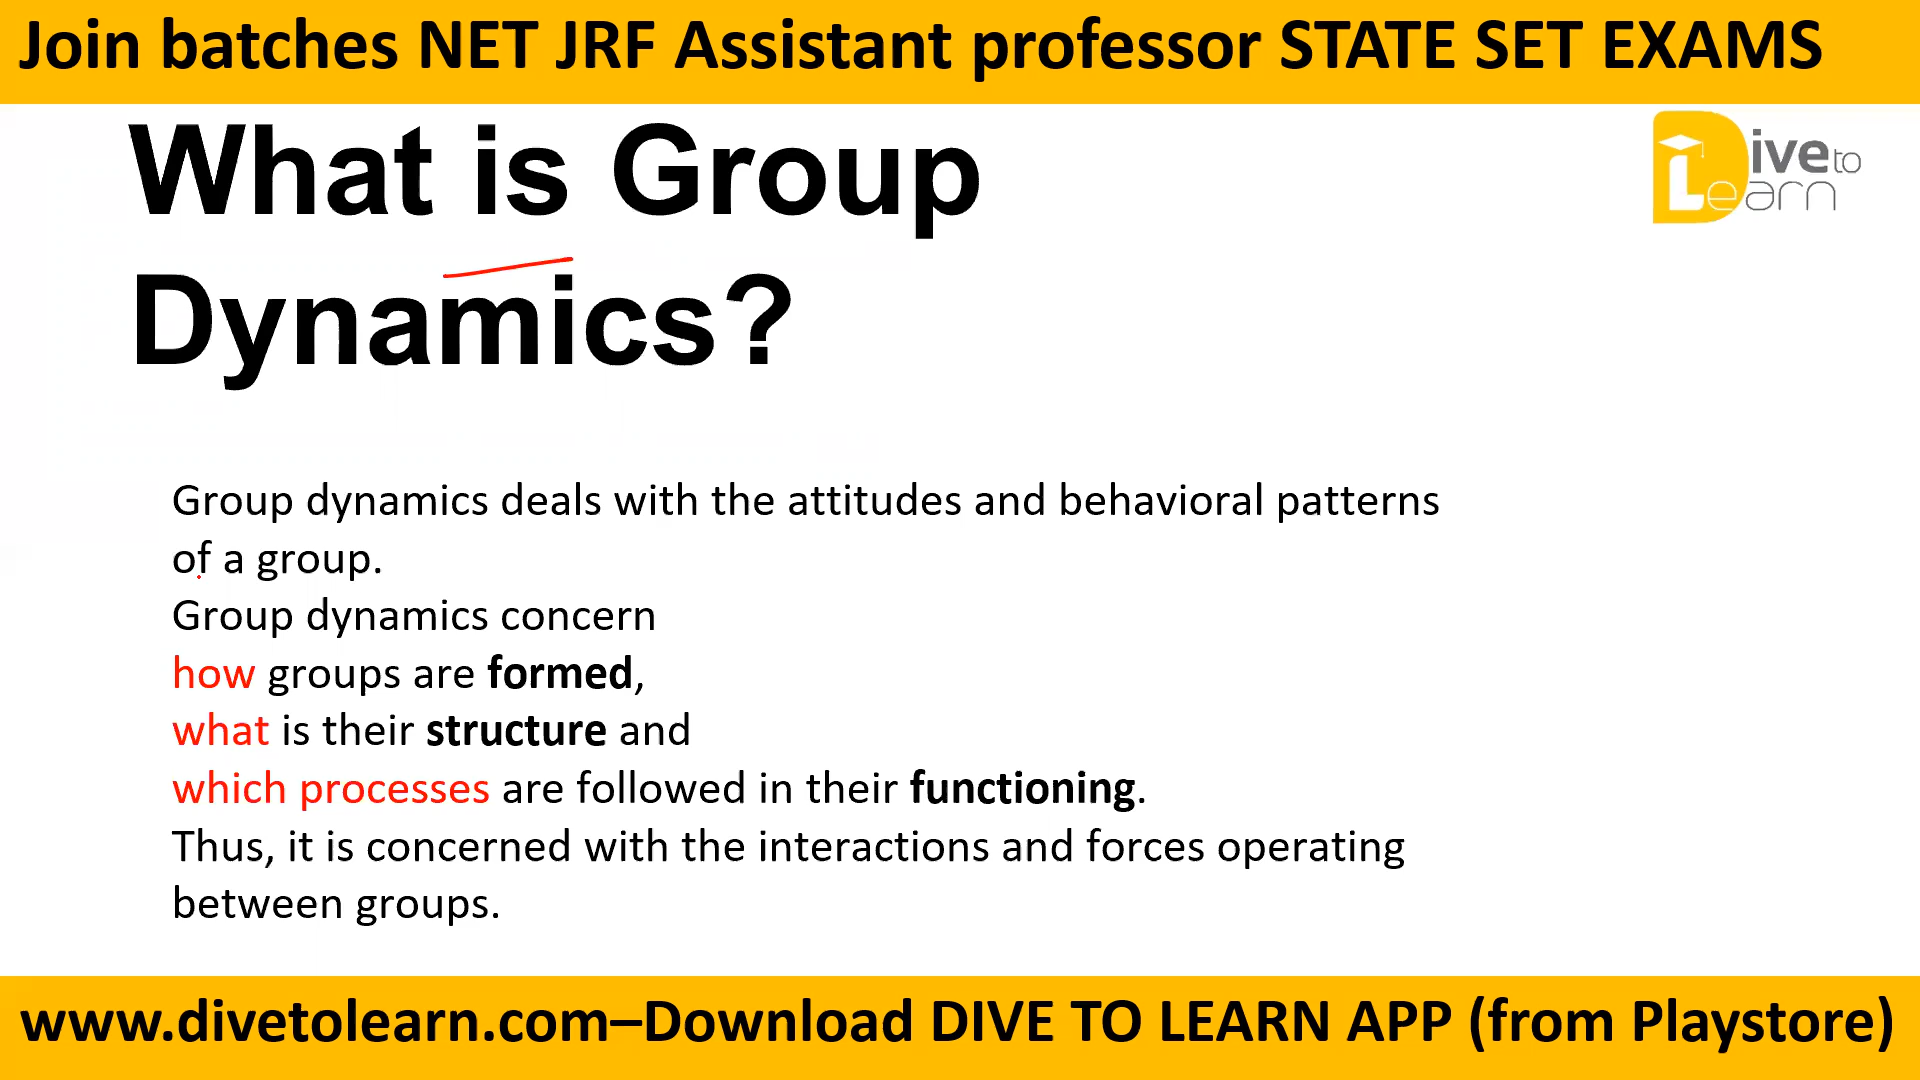 Join batches NET JRF Assistant professor STATE SET EXAMS
Dive to
Learn
What is Group
Dynamics?
Group dynamics deals with the attitudes and behavioral patterns
of a group.
Group dynamics concern
how groups are formed,
what is their structure and
which processes are followed in their functioning.
Thus, it is concerned with the interactions and forces operating
between groups.
www.divetolearn.com–Download DIVE TO LEARN APP (from Playstore)